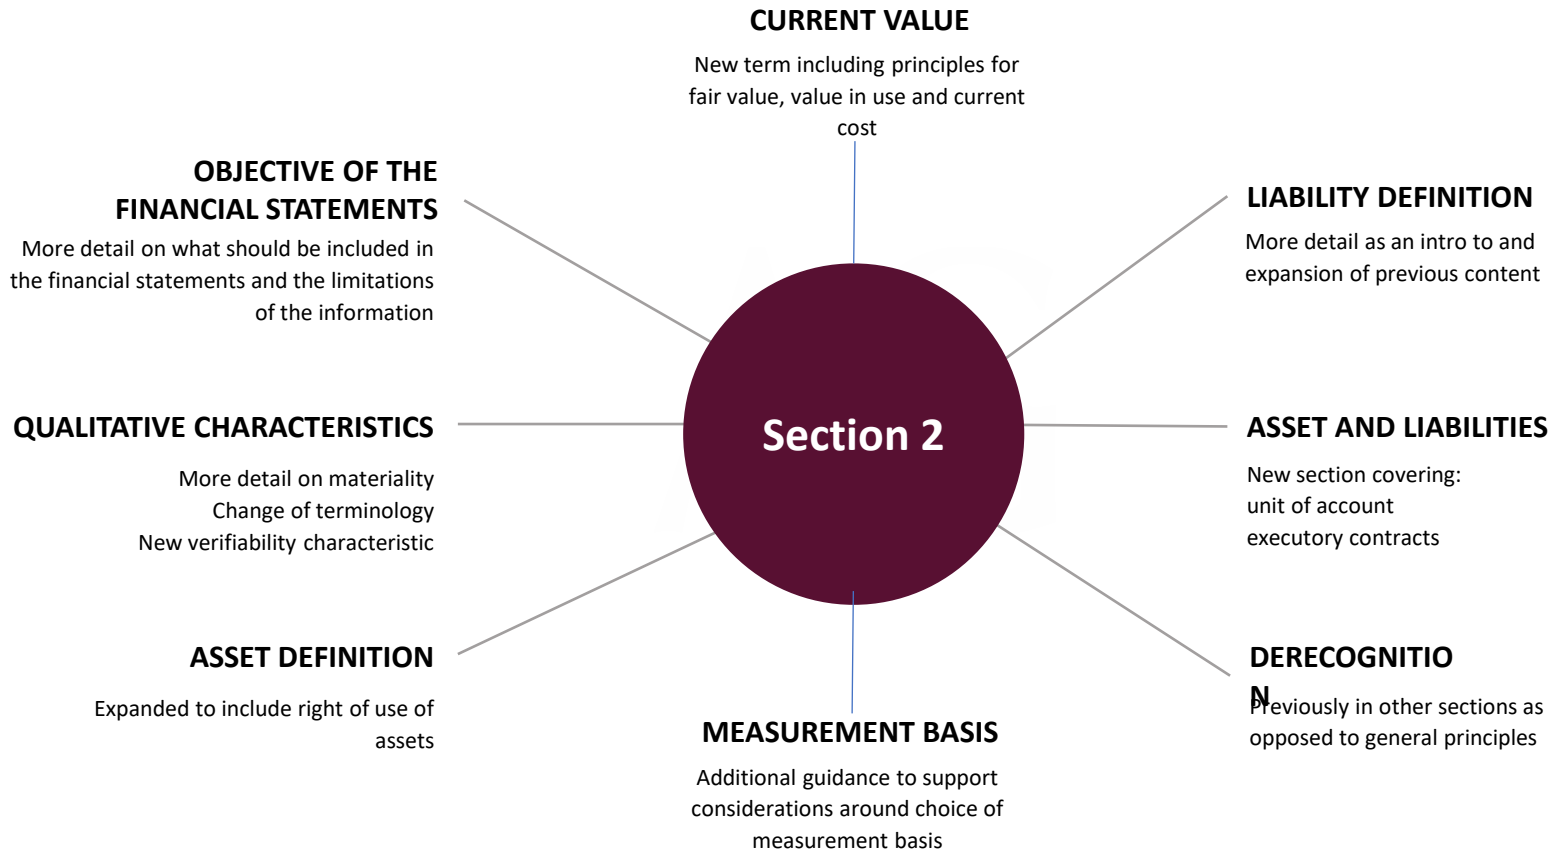 CURRENT VALUE
New term including principles for
fair value, value in use and current
cost
OBJECTIVE OF THE
FINANCIAL STATEMENTS
More detail on what should be included in
the financial statements and the limitations
of the information
LIABILITY DEFINITION
More detail as an intro to and
expansion of previous content
QUALITATIVE CHARACTERISTICS
More detail on materiality
Change of terminology
New verifiability characteristic
Section 2
ASSET AND LIABILITIES
New section covering:
unit of account
executory contracts
ASSET DEFINITION
Expanded to include right of use of
assets
MEASUREMENT BASIS
Additional guidance to support
considerations around choice of
measurement basis
DERECOGNITIO
N
Previously in other sections as
opposed to general principles